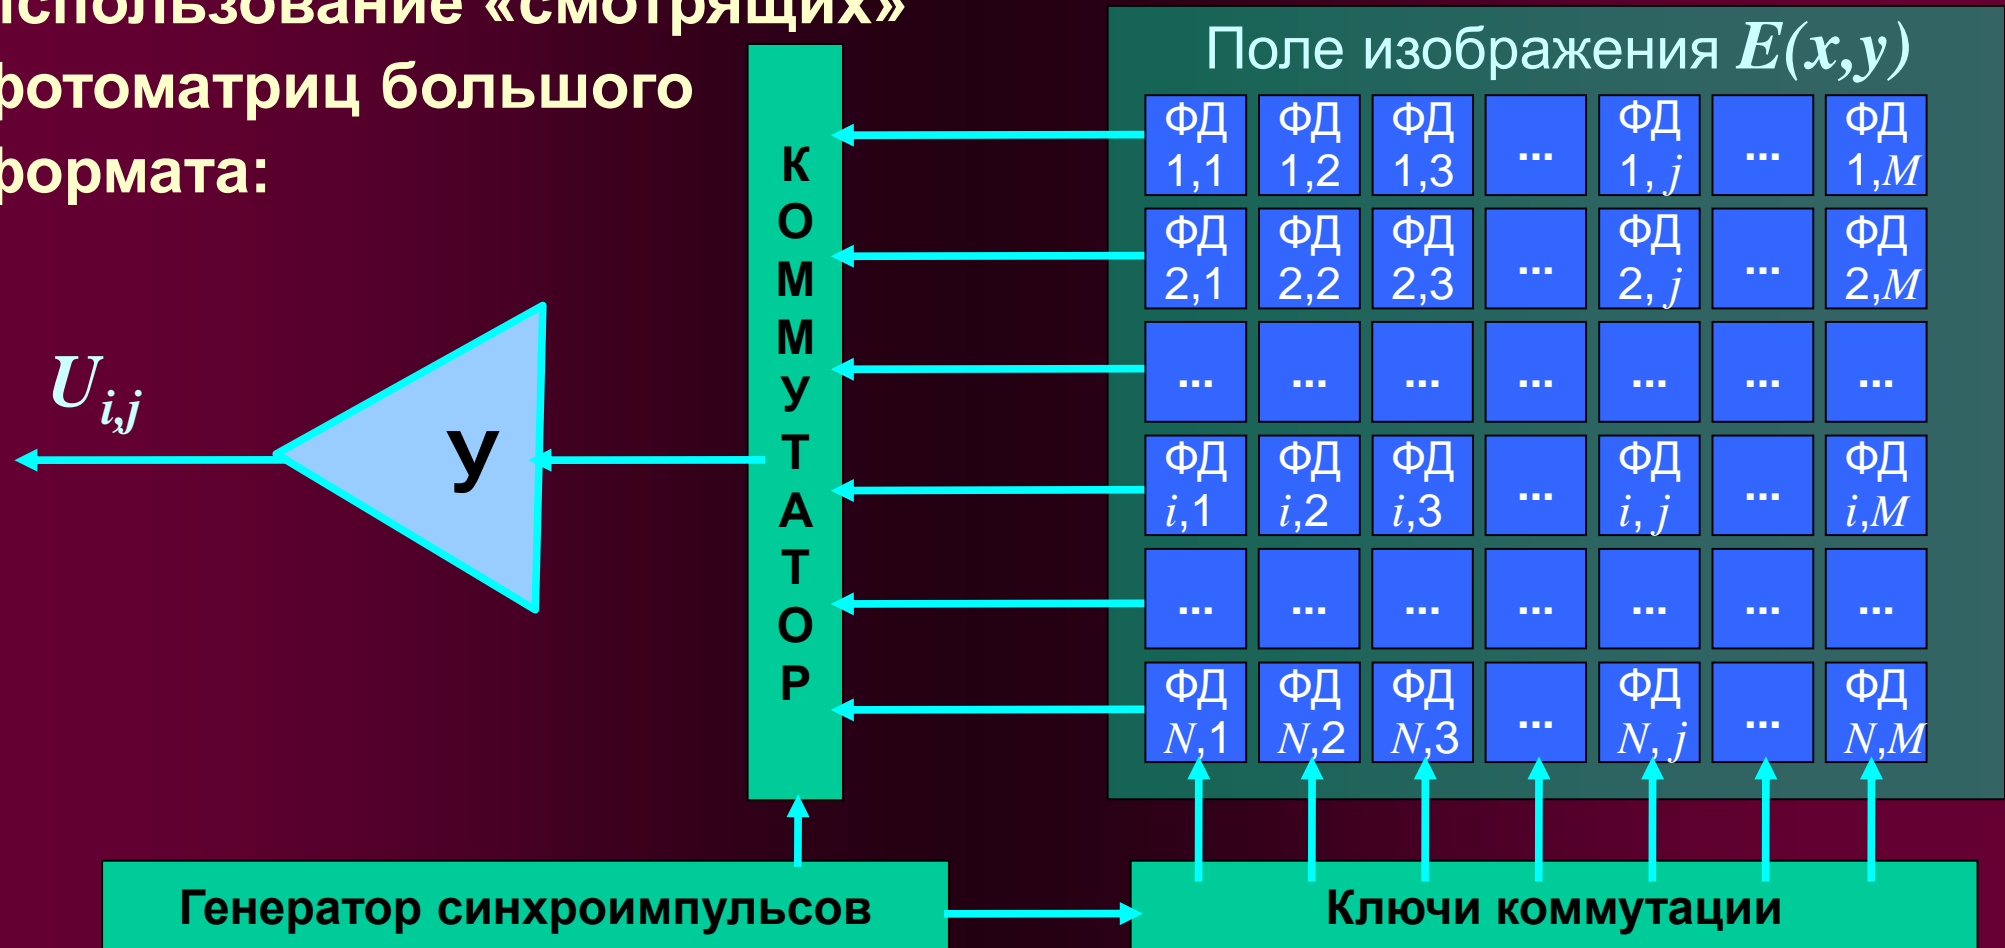 использование «смотрящих»
фотоматриц большого
формата:
Поле изображения E(x,y)
ФД 1,1 ФД 1,2 ФД 1,3 ... ФД 1, j ... ФД 1,M
ФД 2,1 ФД 2,2 ФД 2,3 ... ФД 2, j ... ФД 2,M
... ... ... ... ... ... ...
ФД i,1 ФД i,2 ФД i,3 ... ФД i, j ... ФД i,M
... ... ... ... ... ... ...
ФД N,1 ФД N,2 ФД N,3 ... ФД N, j ... ФД N,M
КОММУТАТОР
У
U i,j
Генератор синхроимпульсов
Ключи коммутации